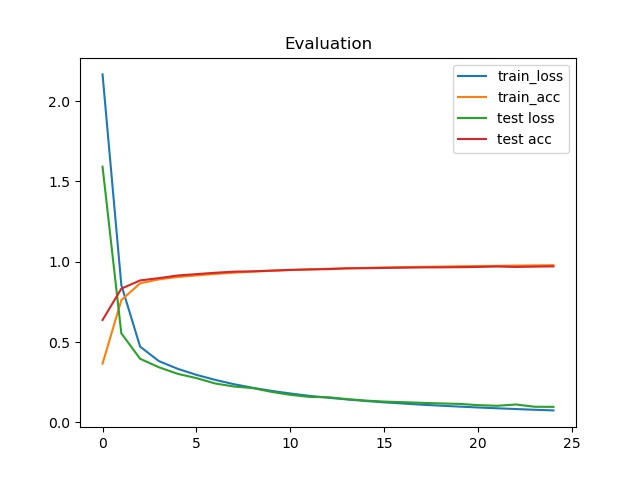 Evaluation
train_loss
train_acc
test loss
test acc
2.0
1.5
1.0
0.5
0.0
0 5 10 15 20 25